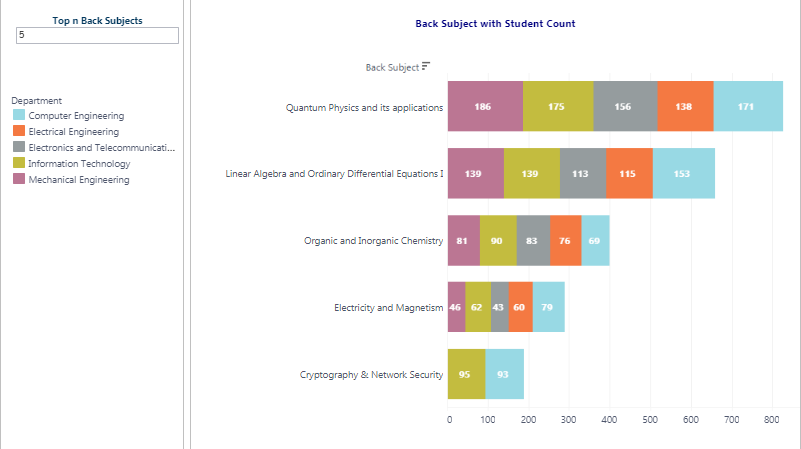 Top n Back Subjects
5
Department
Computer Engineering
Electrical Engineering
Electronics and Telecommunicati...
Information Technology
Mechanical Engineering
Back Subject with Student Count
Back Subject
Quantum Physics and its applications
186 175 156 138 171
Linear Algebra and Ordinary Differential Equations I
139 139 113 115 153
Organic and Inorganic Chemistry
81 90 83 76 69
Electricity and Magnetism
46 62 43 60 79
Cryptography & Network Security
95 93
0 100 200 300 400 500 600 700 800